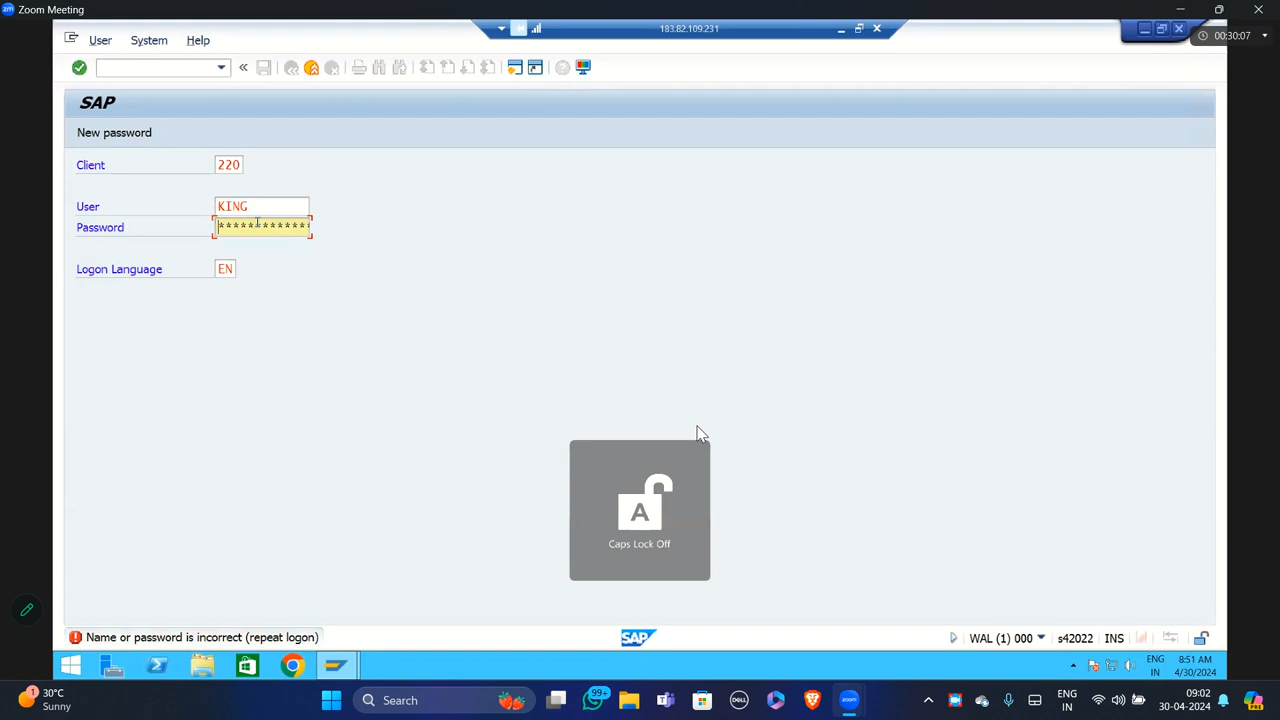 Zoom Meeting
183.82.109.231
00:30:07
User System Help
SAP
New password
Client 220
User KING
Password *************
Logon Language EN
A
Caps Lock Off
Name or password is incorrect (repeat logon)
SAP
WAL (1) 000 s42022 INS
ENG
IN
8:51 AM
4/30/2024
1
30°C
Sunny
Search
99+
DELL
zoom
ENG
IN
09:02
30-04-2024